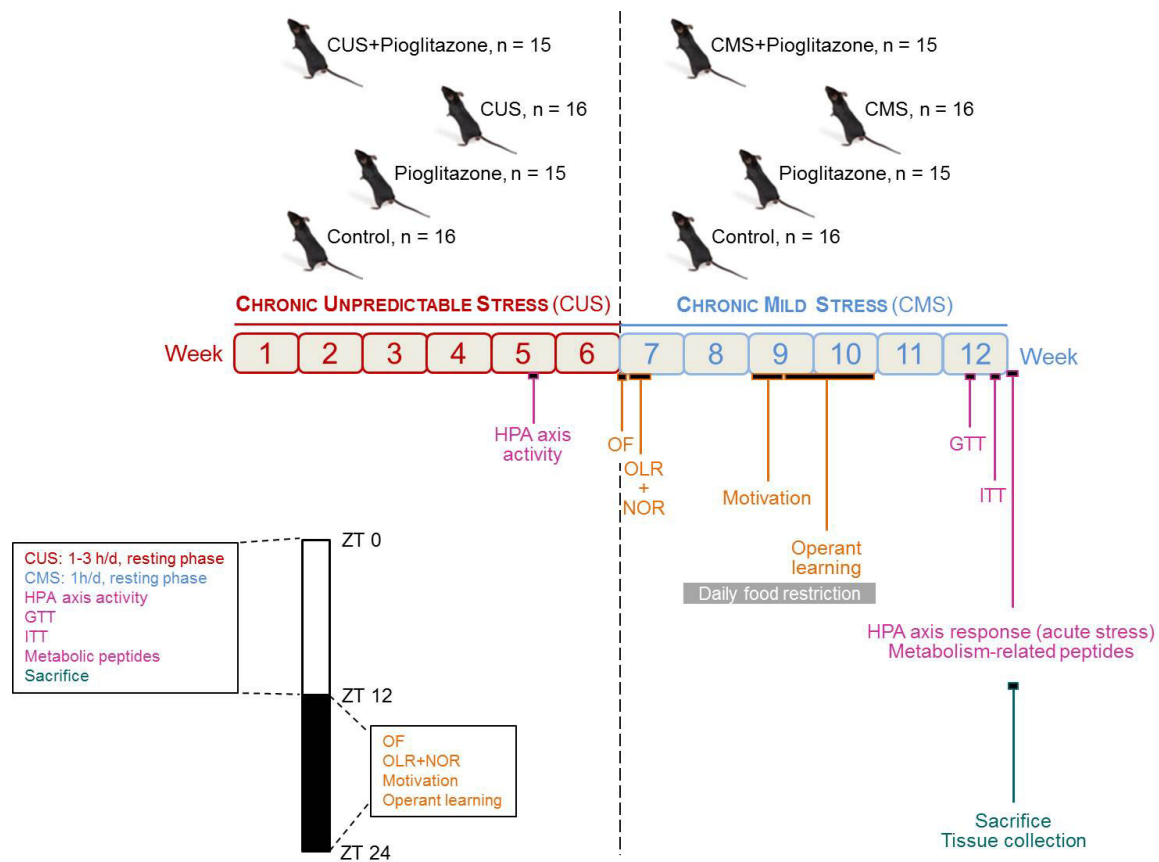 CUS+Pioglitazone, n = 15
CUS, n = 16
Pioglitazone, n = 15
Control, n = 16
CMS+Pioglitazone, n = 15
CMS, n = 16
Pioglitazone, n = 15
Control, n = 16
CHRONIC UNPREDICTABLE STRESS (CUS)
CHRONIC MILD STRESS (CMS)
Week 1 2 3 4 5 6 7 8 9 10 11 12 Week
HPA axis
activity
OF
OLR
+
NOR
Motivation
Operant
learning
Daily food restriction
GTT
ITT
HPA axis response (acute stress)
Metabolism-related peptides
Sacrifice
Tissue collection
ZT 0
ZT 12
ZT 24
CUS: 1-3 h/d, resting phase
CMS: 1h/d, resting phase
HPA axis activity
GTT
ITT
Metabolic peptides
Sacrifice
OF
OLR+NOR
Motivation
Operant learning